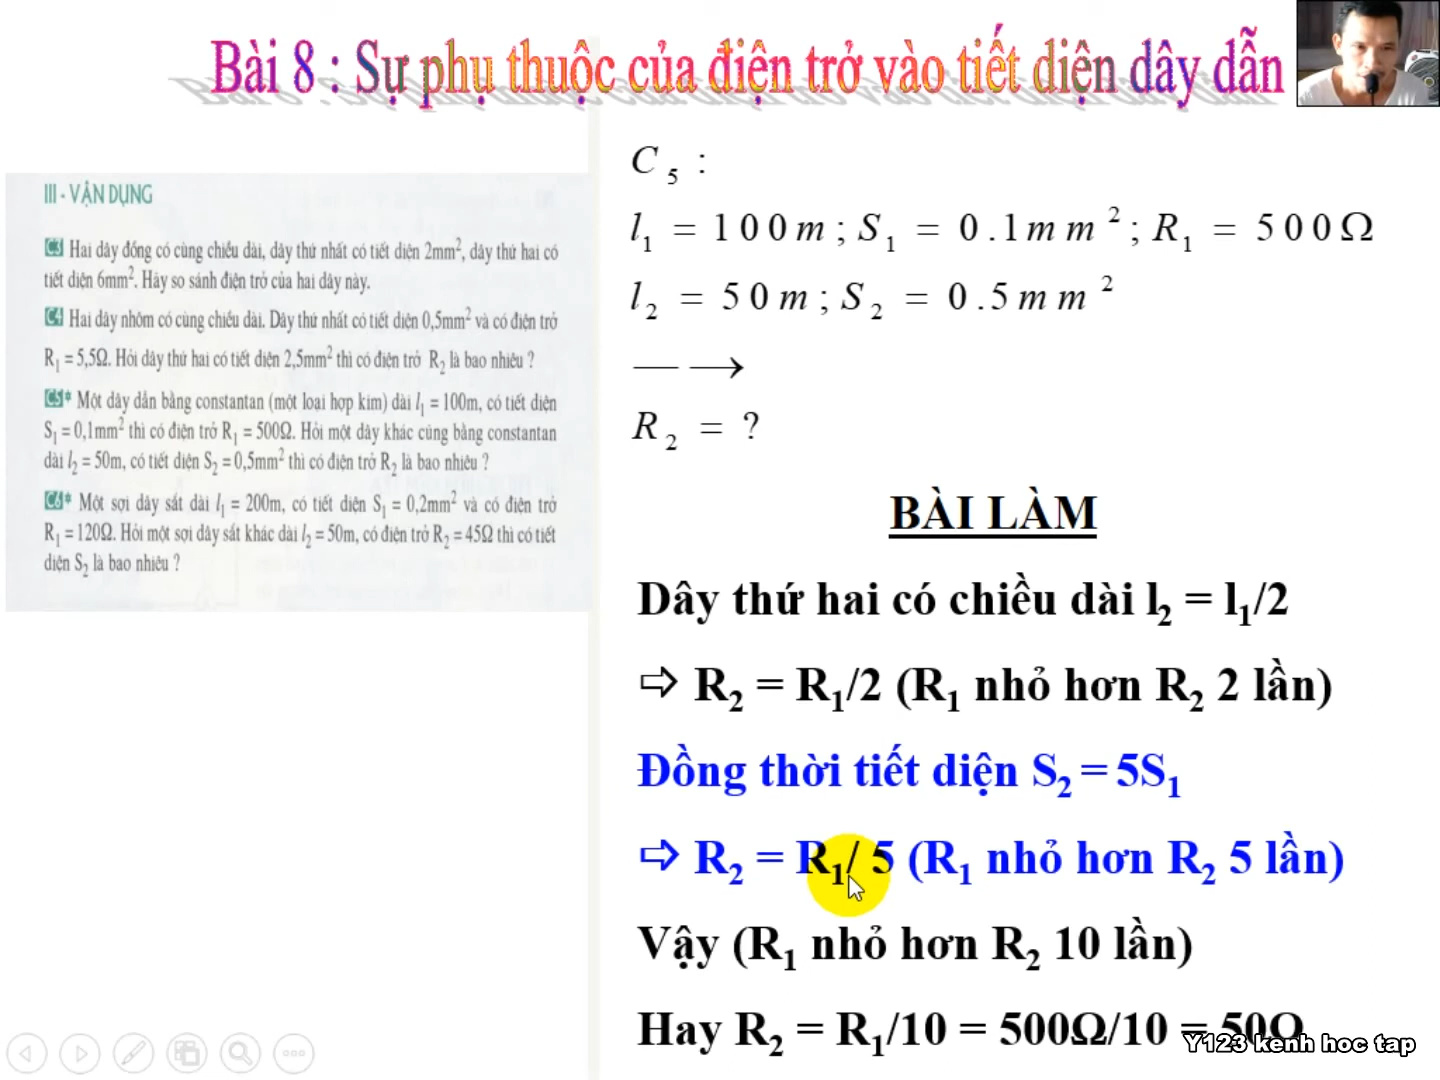 Bài 8 : Sự phụ thuộc của điện trở vào tiết diện dây dẫn
III - VẬN DỤNG
C3 Hai dây đồng có cùng chiều dài, dây thứ nhất có tiết diện 2mm², dây thứ hai có
tiết diện 6mm². Hãy so sánh điện trở của hai dây này.
C4 Hai dây nhôm có cùng chiều dài. Dây thứ nhất có tiết diện 0,5mm² và có điện trở
R₁ = 5,5Ω. Hỏi dây thứ hai có tiết diện 2,5mm² thì có điện trở R₂ là bao nhiêu ?
C5* Một dây dẫn bằng constantan (một loại hợp kim) dài l₁ = 100m, có tiết diện
S₁ = 0,1mm² thì có điện trở R₁ = 500Ω. Hỏi một dây khác cũng bằng constantan
dài l₂ = 50m, có tiết diện S₂ = 0,5mm² thì có điện trở R₂ là bao nhiêu ?
C6* Một sợi dây sắt dài l₁ = 200m, có tiết diện S₁ = 0,2mm² và có điện trở
R₁ = 120Ω. Hỏi một sợi dây sắt khác dài l₂ = 50m, có điện trở R₂ = 45Ω thì có tiết
diện S₂ là bao nhiêu ?
C₅ :
l₁ = 100m ; S₁ = 0.1mm² ; R₁ = 500Ω
l₂ = 50m ; S₂ = 0.5mm²
— →
R₂ = ?
BÀI LÀM
Dây thứ hai có chiều dài l₂ = l₁/2
⇨ R₂ = R₁/2 (R₁ nhỏ hơn R₂ 2 lần)
Đồng thời tiết diện S₂ = 5S₁
⇨ R₂ = R₁/ 5 (R₁ nhỏ hơn R₂ 5 lần)
Vậy (R₁ nhỏ hơn R₂ 10 lần)
Hay R₂ = R₁/10 = 500Ω/10 = 50Ω
Y123 kenh hoc tap